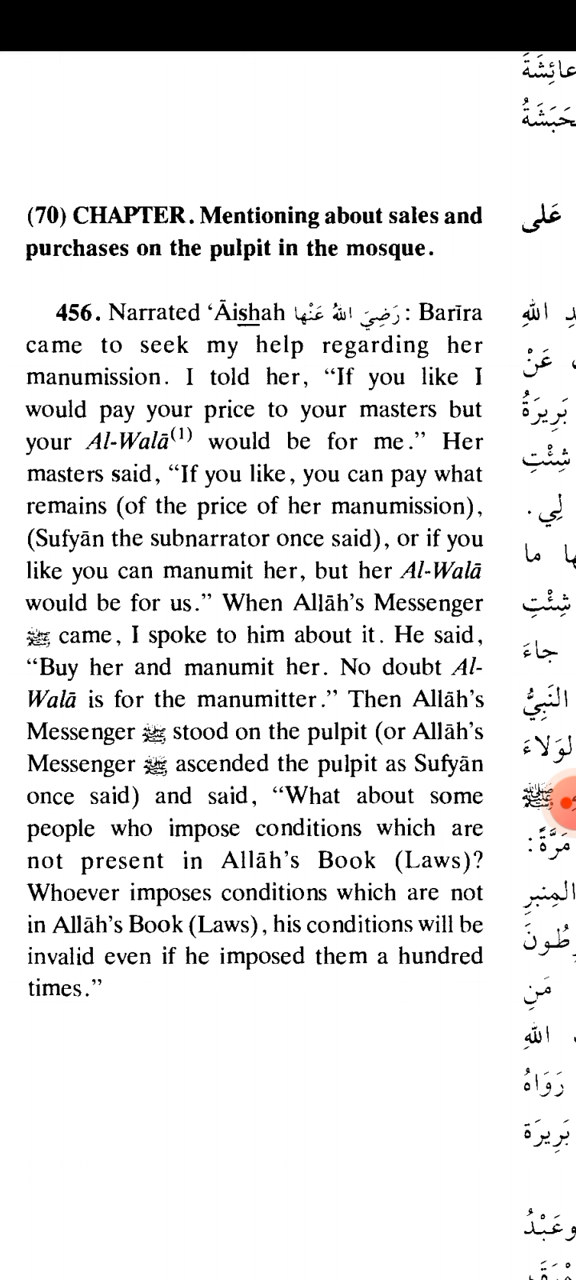 (70) CHAPTER. Mentioning about sales and
purchases on the pulpit in the mosque.
456. Narrated ‘Āishah رَضِيَ اللهُ عَنْها: Barīra
came to seek my help regarding her
manumission. I told her, “If you like I
would pay your price to your masters but
your Al-Walā(1) would be for me.” Her
masters said, “If you like, you can pay what
remains (of the price of her manumission),
(Sufyān the subnarrator once said), or if you
like you can manumit her, but her Al-Walā
would be for us.” When Allāh’s Messenger
ﷺ came, I spoke to him about it. He said,
“Buy her and manumit her. No doubt Al-
Walā is for the manumitter.” Then Allāh’s
Messenger ﷺ stood on the pulpit (or Allāh’s
Messenger ﷺ ascended the pulpit as Sufyān
once said) and said, “What about some
people who impose conditions which are
not present in Allāh’s Book (Laws)?
Whoever imposes conditions which are not
in Allāh’s Book (Laws), his conditions will be
invalid even if he imposed them a hundred
times.”
عائِشَةَ
عَلى
اللهِ
عَنْ
بَرِيرَةُ
شِئْتِ
لِي.
ما
شِئْتِ
جاءَ
النَّبِيُّ
ﷺ
مَرَّةً:
المِنبرِ
مَنِ
اللهِ
رَوَاهُ
بَرِيرَة
وعَبْدُ